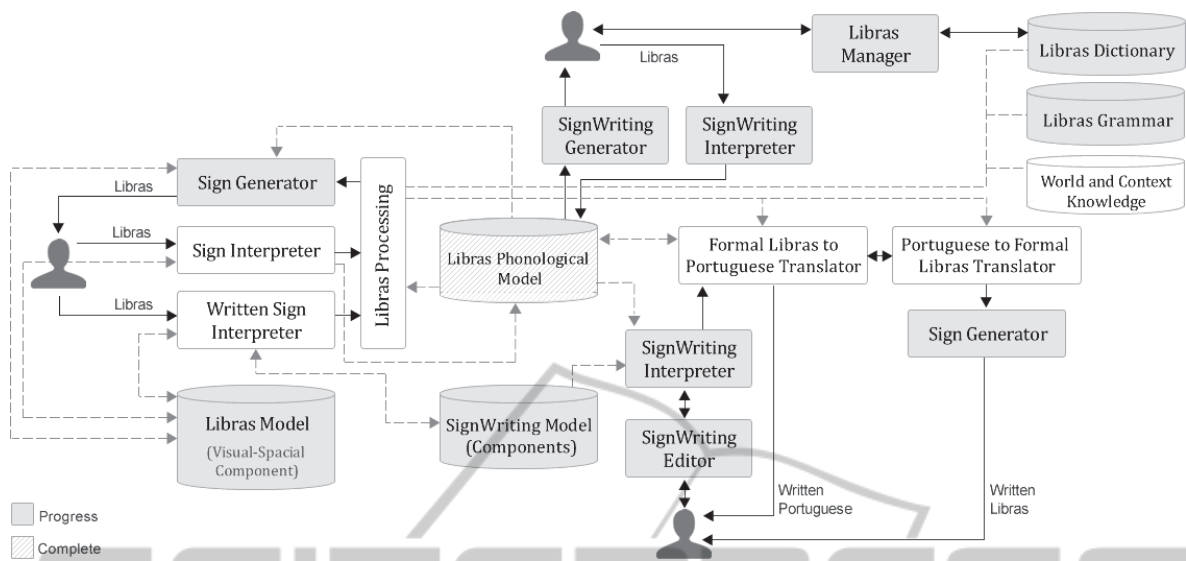 Libras
Manager
Libras Dictionary
Libras
SignWriting
Generator
SignWriting
Interpreter
Libras Grammar
World and Context
Knowledge
Sign Generator
Libras
Libras
Sign Interpreter
Libras
Written Sign
Interpreter
Libras Processing
Libras Phonological
Model
Formal Libras to
Portuguese Translator
Portuguese to Formal
Libras Translator
Sign Generator
SignWriting
Interpreter
Libras Model
(Visual-Spacial
Component)
SignWriting Model
(Components)
SignWriting
Editor
Written
Portuguese
Written
Libras
Progress
Complete